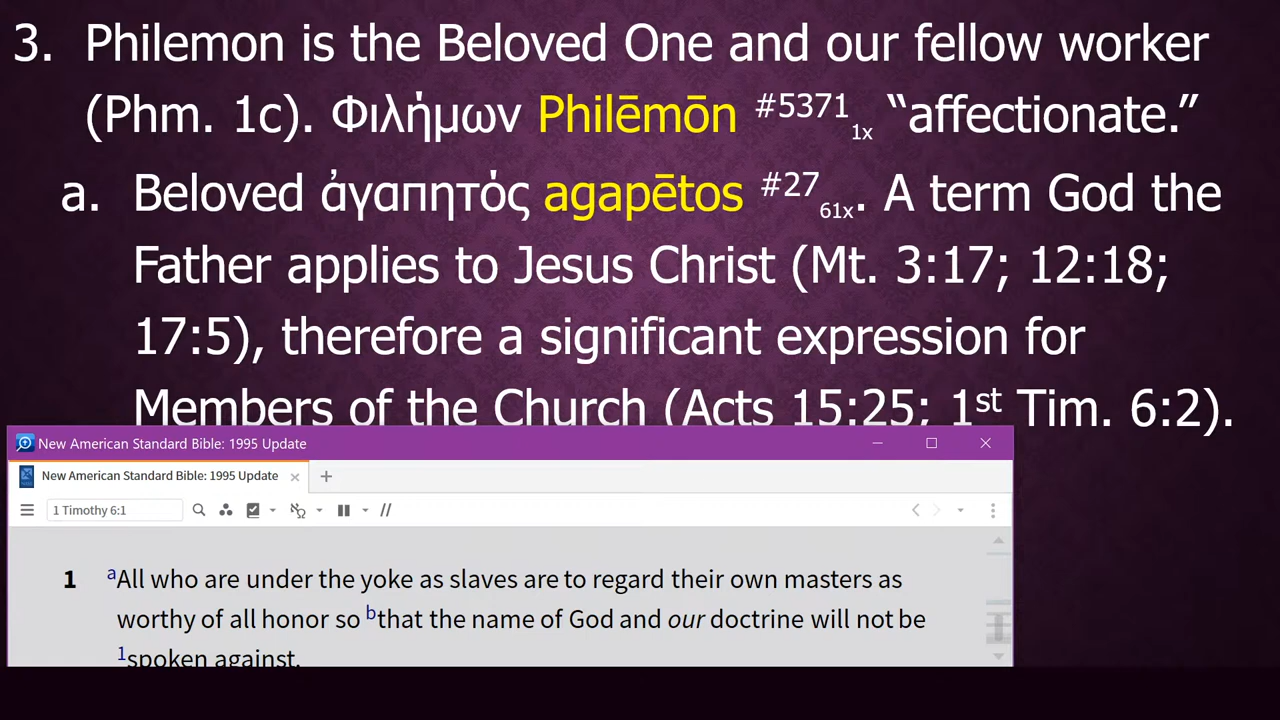 3. Philemon is the Beloved One and our fellow worker
(Phm. 1c). Φιλήμων Philēmōn #5371 1x “affectionate.”
a. Beloved ἀγαπητός agapētos #27 61x. A term God the
Father applies to Jesus Christ (Mt. 3:17; 12:18;
17:5), therefore a significant expression for
Members of the Church (Acts 15:25; 1st Tim. 6:2).
New American Standard Bible: 1995 Update
New American Standard Bible: 1995 Update
1 Timothy 6:1
1 aAll who are under the yoke as slaves are to regard their own masters as
worthy of all honor so bthat the name of God and our doctrine will not be
1spoken against.